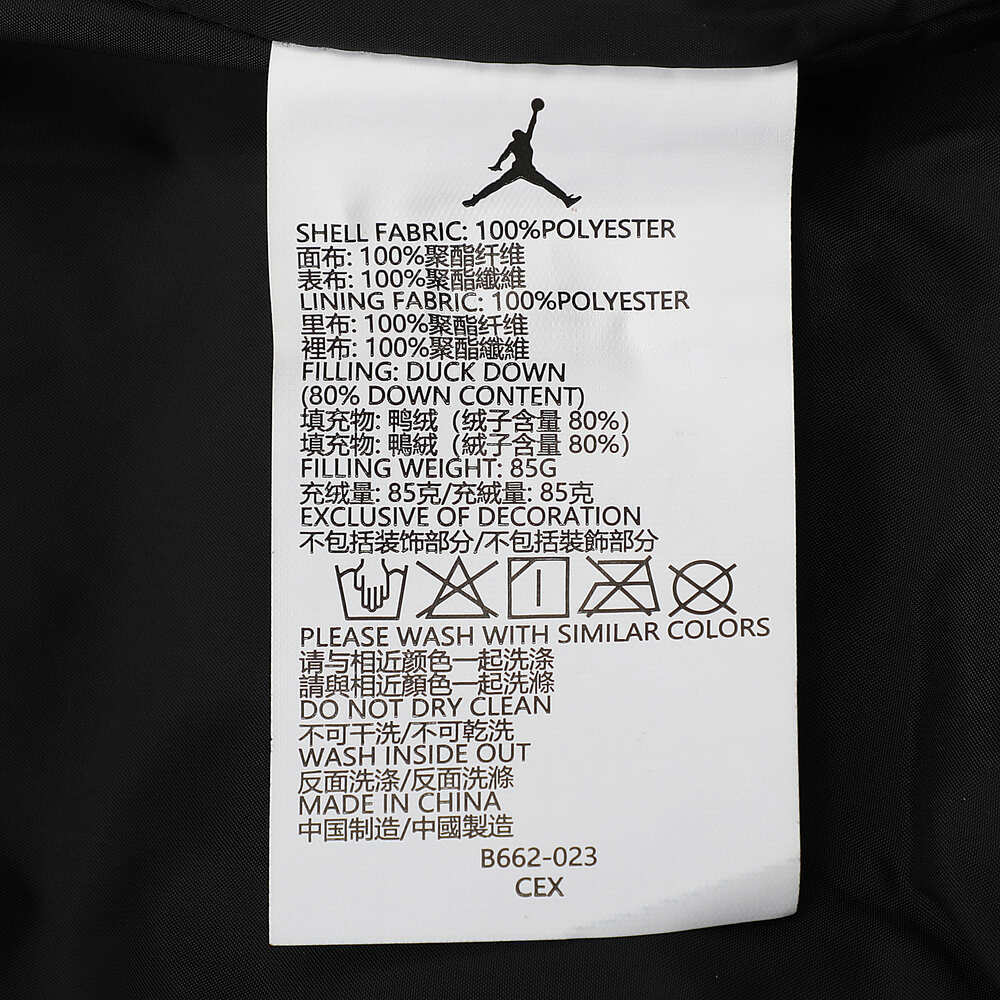 SHELL FABRIC: 100%POLYESTER
面布: 100%聚酯纤维
表布: 100%聚酯纖維
LINING FABRIC: 100%POLYESTER
里布: 100%聚酯纤维
裡布: 100%聚酯纖維
FILLING: DUCK DOWN
(80% DOWN CONTENT)
填充物: 鸭绒（绒子含量 80%）
填充物: 鴨絨（絨子含量 80%）
FILLING WEIGHT: 85G
充绒量: 85克/充絨量: 85克
EXCLUSIVE OF DECORATION
不包括装饰部分/不包括裝飾部分
PLEASE WASH WITH SIMILAR COLORS
请与相近颜色一起洗涤
請與相近顏色一起洗滌
DO NOT DRY CLEAN
不可干洗/不可乾洗
WASH INSIDE OUT
反面洗涤/反面洗滌
MADE IN CHINA
中国制造/中國製造
B662-023
CEX